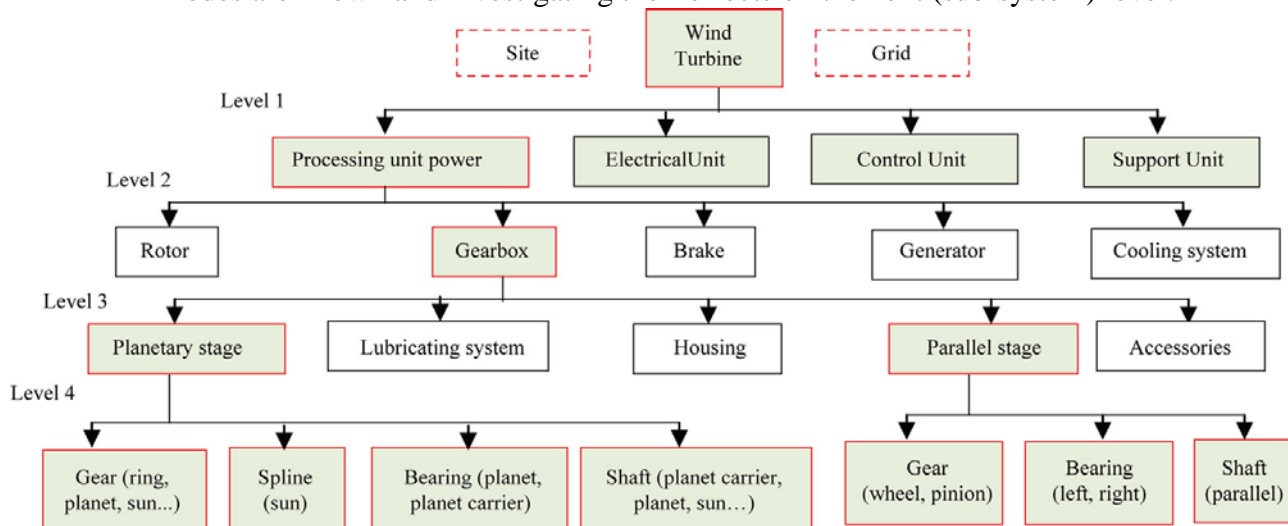 Wind
Turbine
Site
Grid
Level 1
Processing unit power
ElectricalUnit
Control Unit
Support Unit
Level 2
Rotor
Gearbox
Brake
Generator
Cooling system
Level 3
Planetary stage
Lubricating system
Housing
Parallel stage
Accessories
Level 4
Gear (ring,
planet, sun...)
Spline
(sun)
Bearing (planet,
planet carrier)
Shaft (planet carrier,
planet, sun…)
Gear
(wheel, pinion)
Bearing
(left, right)
Shaft
(parallel)